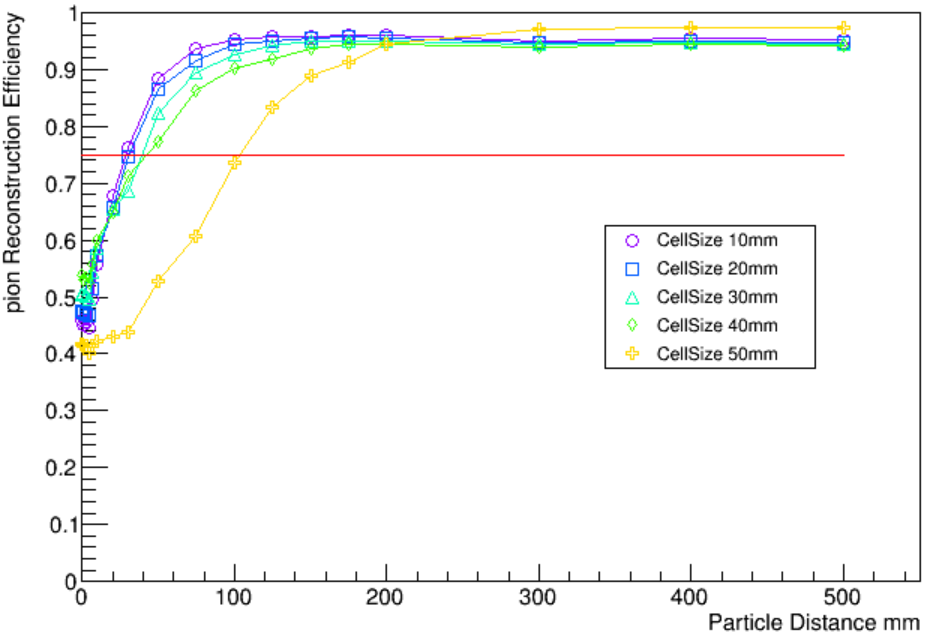 pion Reconstruction Efficiency
1
0.9
0.8
0.7
0.6
0.5
0.4
0.3
0.2
0.1
0
CellSize 10mm
CellSize 20mm
CellSize 30mm
CellSize 40mm
CellSize 50mm
0 100 200 300 400 500
Particle Distance mm